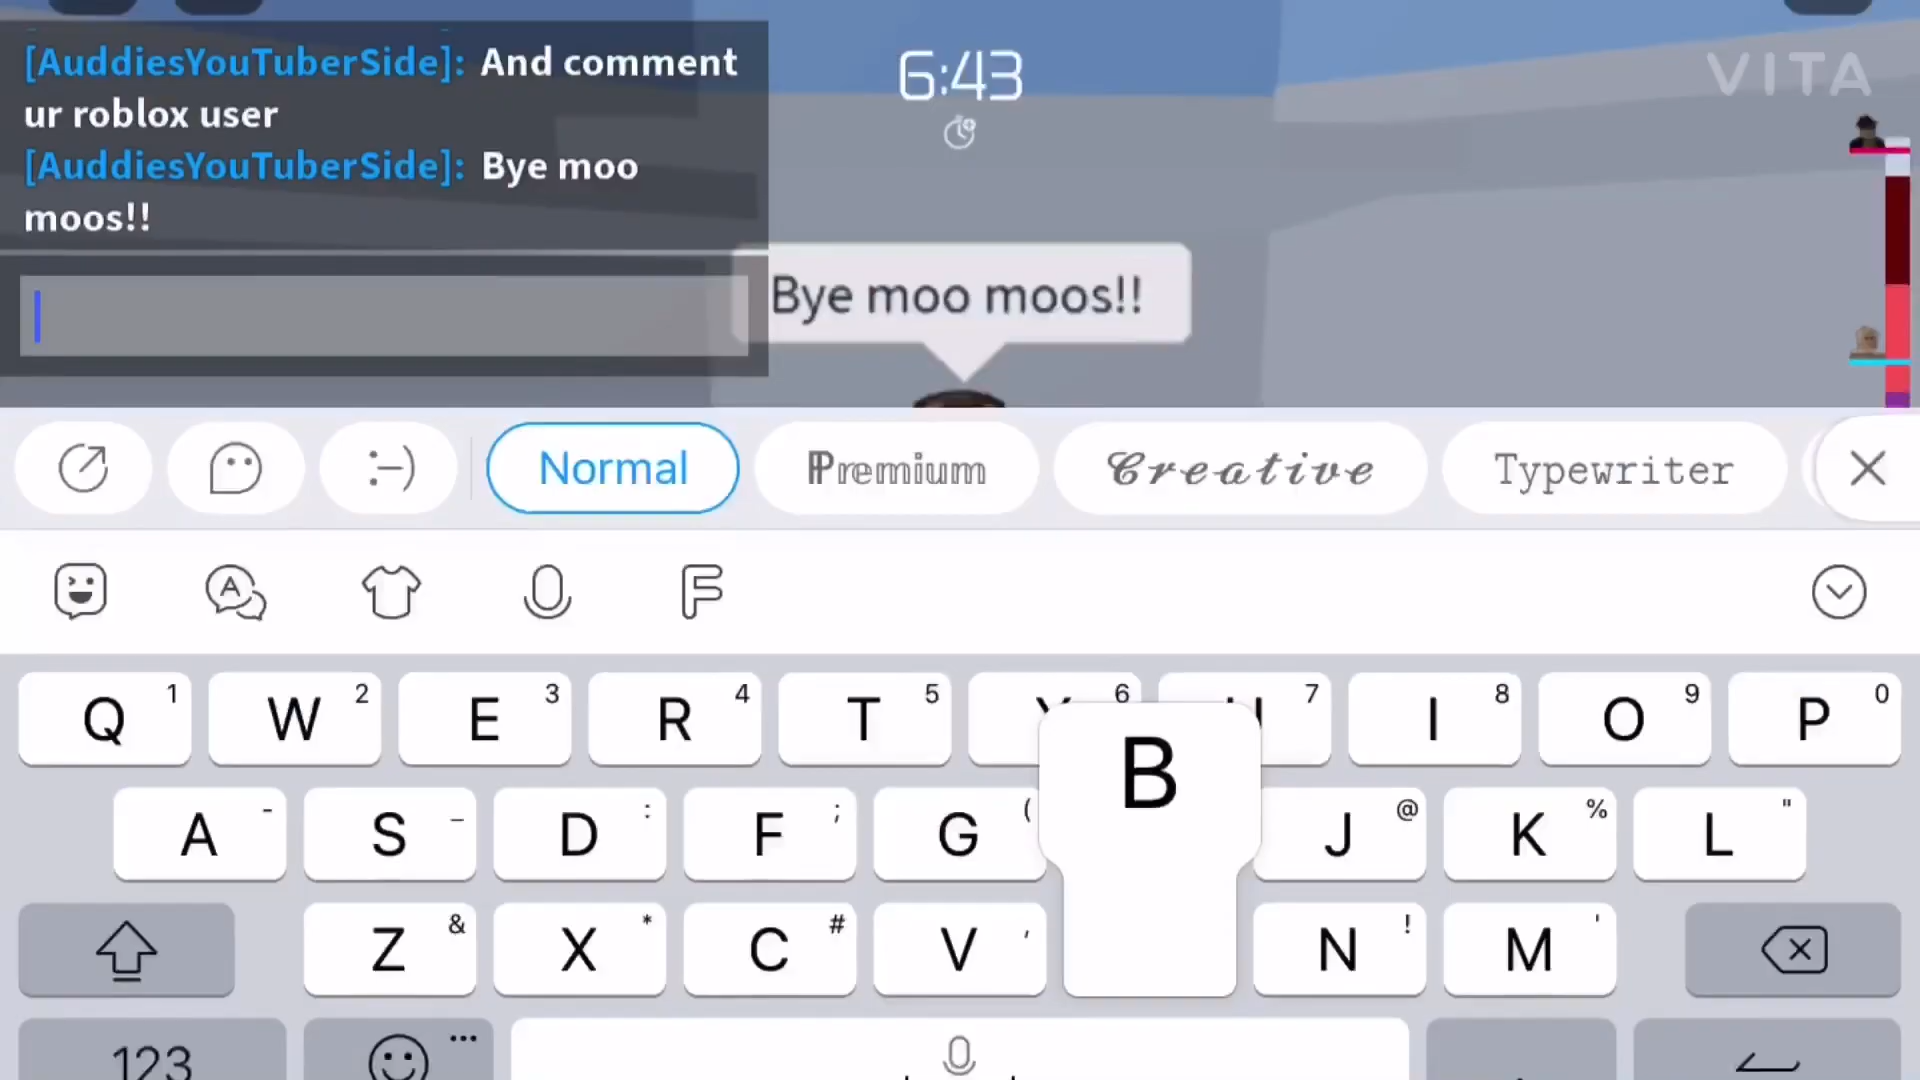 [AuddiesYouTuberSide]: And comment
ur roblox user
[AuddiesYouTuberSide]: Bye moo
moos!!
6:43
VITA
Bye moo moos!!
:-)
Normal
Premium
Creative
Typewriter
A
F
Q 1 W 2 E 3 R 4 T 5 6 7 I 8 O 9 P 0
B
A - S _ D : F ; G ( J @ K % L "
Z & X * C # V , N ! M '
123